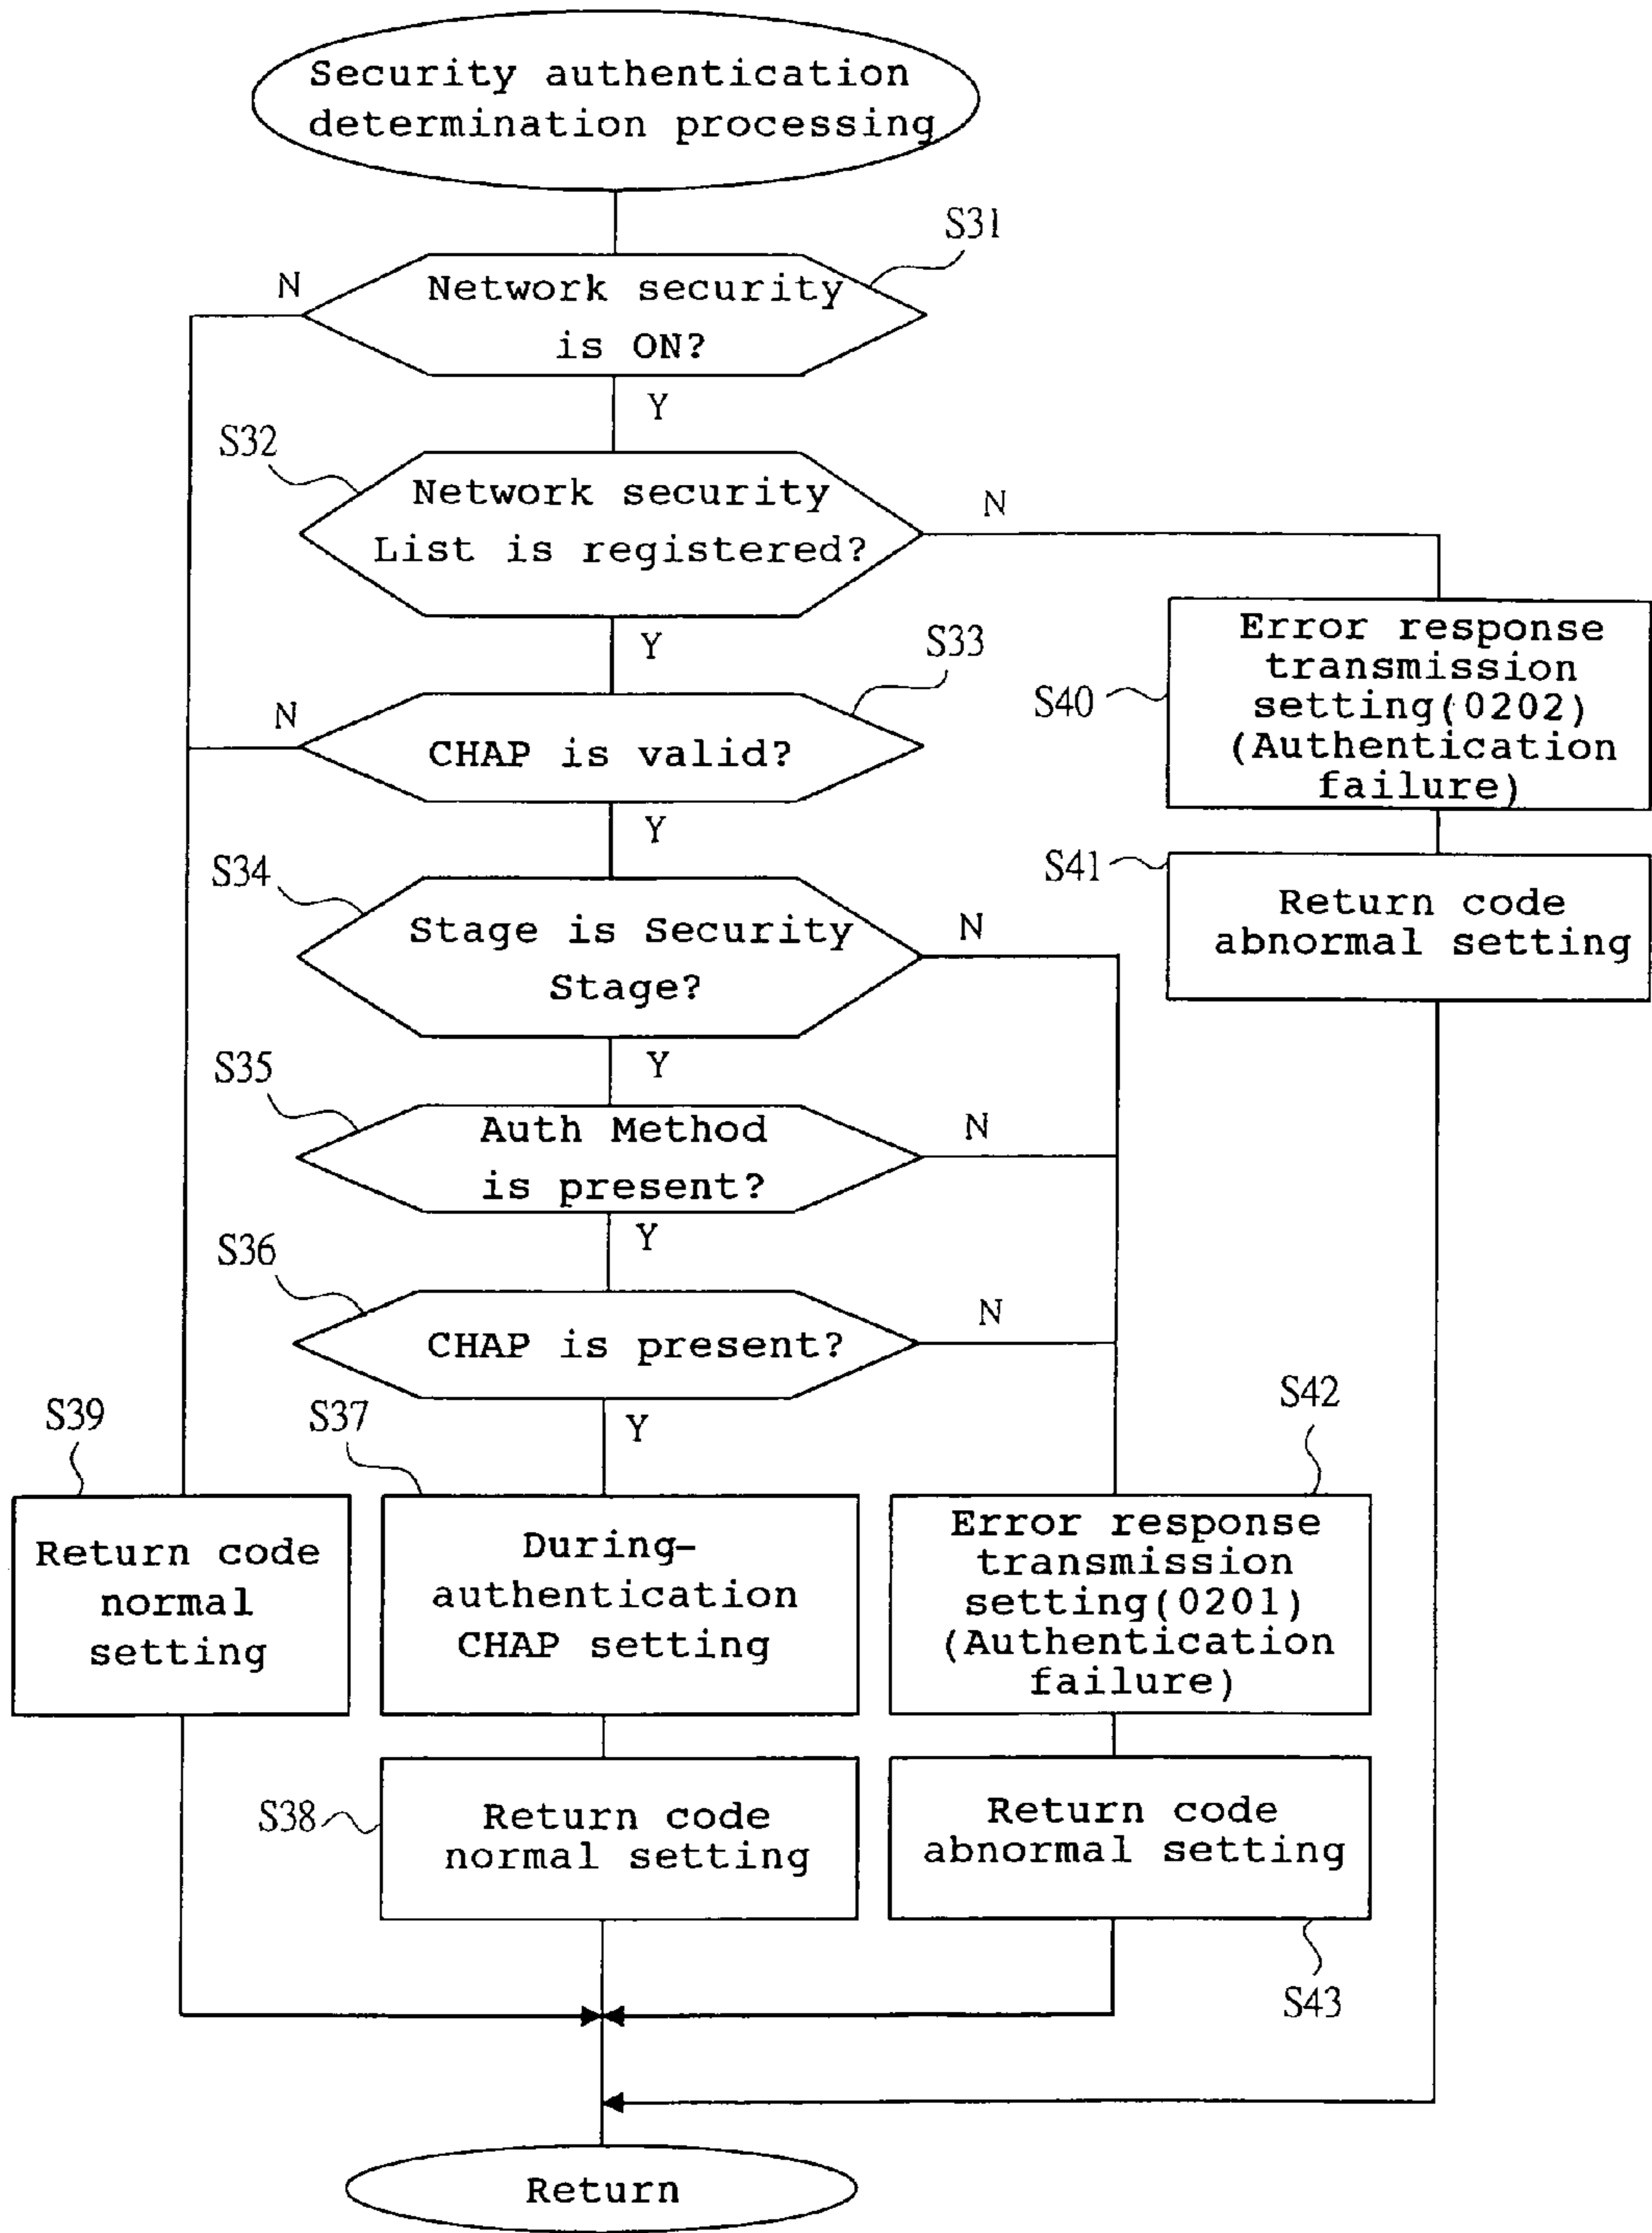 Security authentication
determination processing
S31
N
Network security
is ON?
Y
S32
Network security
List is registered?
N
Y
S33
N
CHAP is valid?
Y
S40
Error response
transmission
setting(0202)
(Authentication
failure)
S41
Return code
abnormal setting
S34
Stage is Security
Stage?
N
Y
S35
Auth Method
is present?
N
Y
S36
CHAP is present?
N
Y
S39
Return code
normal
setting
S37
During-
authentication
CHAP setting
S42
Error response
transmission
setting(0201)
(Authentication
failure)
S38
Return code
normal setting
Return code
abnormal setting
S43
Return